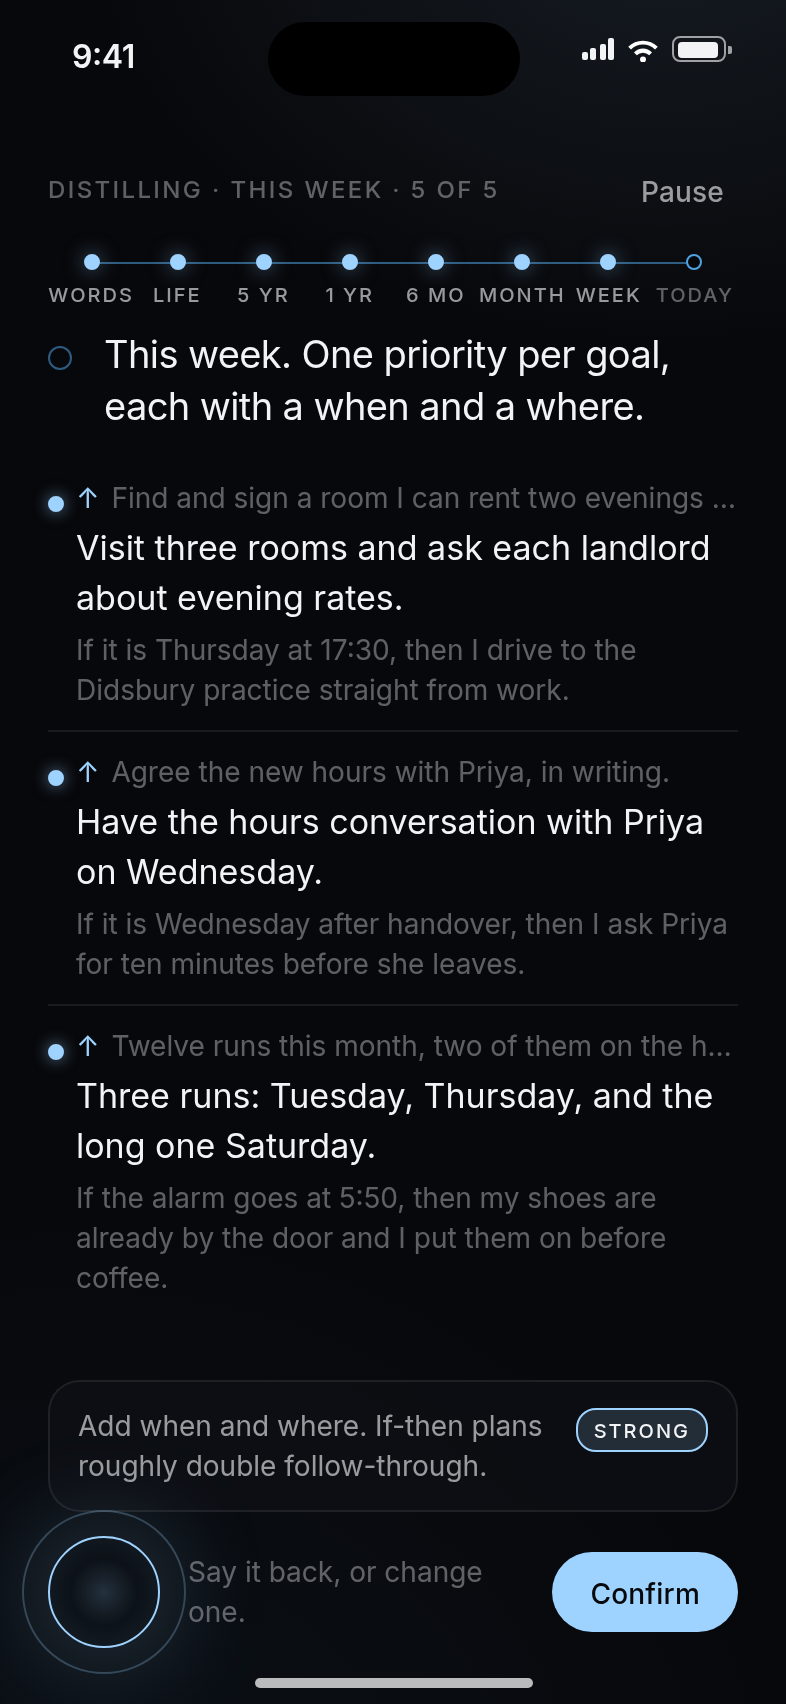 9:41
DISTILLING · THIS WEEK · 5 OF 5
Pause
WORDS LIFE 5 YR 1 YR 6 MO MONTH WEEK TODAY
This week. One priority per goal,
each with a when and a where.
↑ Find and sign a room I can rent two evenings ...
Visit three rooms and ask each landlord
about evening rates.
If it is Thursday at 17:30, then I drive to the
Didsbury practice straight from work.
↑ Agree the new hours with Priya, in writing.
Have the hours conversation with Priya
on Wednesday.
If it is Wednesday after handover, then I ask Priya
for ten minutes before she leaves.
↑ Twelve runs this month, two of them on the h...
Three runs: Tuesday, Thursday, and the
long one Saturday.
If the alarm goes at 5:50, then my shoes are
already by the door and I put them on before
coffee.
Add when and where. If-then plans
roughly double follow-through.
STRONG
Say it back, or change
one.
Confirm